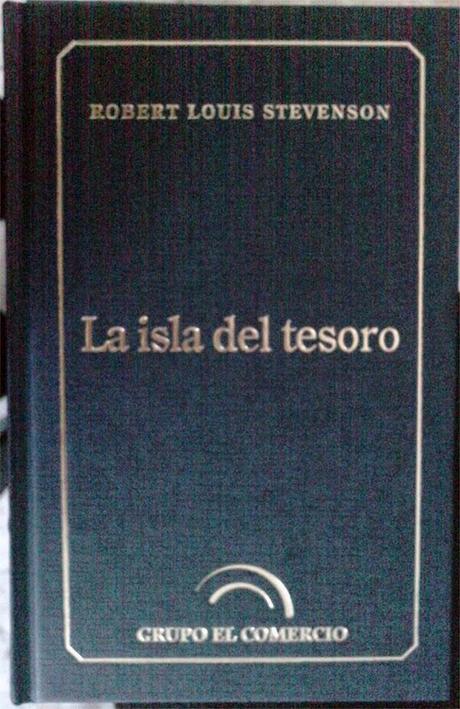 ROBERT LOUIS STEVENSON
La isla del tesoro
GRUPO EL COMERCIO